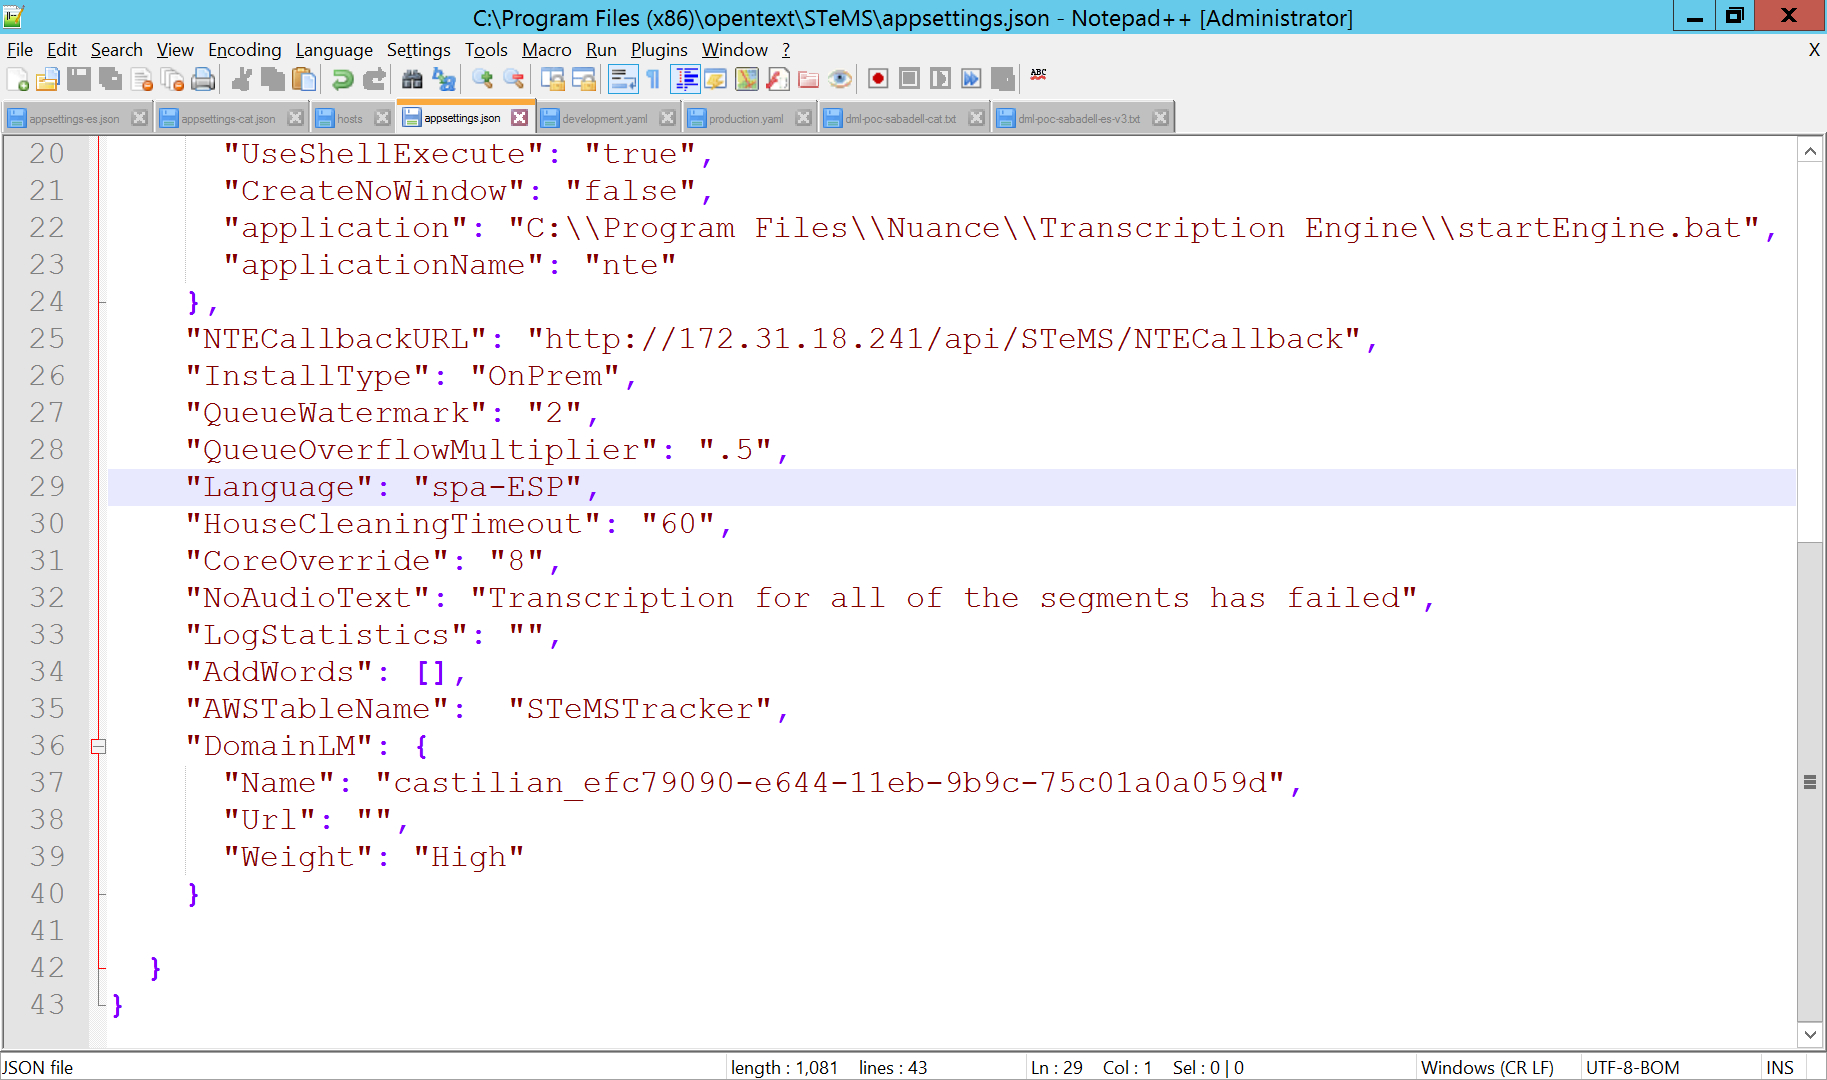 C:\Program Files (x86)\opentext\STeMS\appsettings.json - Notepad++ [Administrator]
File Edit Search View Encoding Language Settings Tools Macro Run Plugins Window ? X
ABC
appsettings-es.json appsettings-cat.json hosts appsettings.json development.yaml production.yaml dml-poc-sabadell-cat.txt dml-poc-sabadell-es-v3.txt
20 "UseShellExecute": "true",
21 "CreateNoWindow": "false",
22 "application": "C:\\Program Files\\Nuance\\Transcription Engine\\startEngine.bat",
23 "applicationName": "nte"
24 },
25 "NTECallbackURL": "http://172.31.18.241/api/STeMS/NTECallback",
26 "InstallType": "OnPrem",
27 "QueueWatermark": "2",
28 "QueueOverflowMultiplier": ".5",
29 "Language": "spa-ESP",
30 "HouseCleaningTimeout": "60",
31 "CoreOverride": "8",
32 "NoAudioText": "Transcription for all of the segments has failed",
33 "LogStatistics": "",
34 "AddWords": [],
35 "AWSTableName":  "STeMSTracker",
36 "DomainLM": {
37 "Name": "castilian_efc79090-e644-11eb-9b9c-75c01a0a059d",
38 "Url": "",
39 "Weight": "High"
40 }
41
42 }
43 }
JSON file length : 1,081 lines : 43 Ln : 29 Col : 1 Sel : 0 | 0 Windows (CR LF) UTF-8-BOM INS